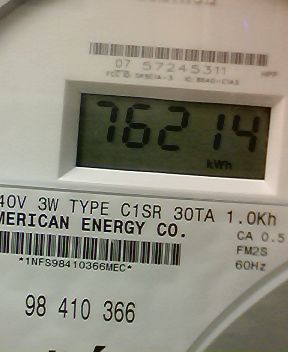 07 57245311
76214
kWh
40V 3W TYPE C1SR 30TA 1.0Kh
MERICAN ENERGY CO.
CA 0.5
*1NFS98410366MEC*
FM2S
60Hz
98 410 366